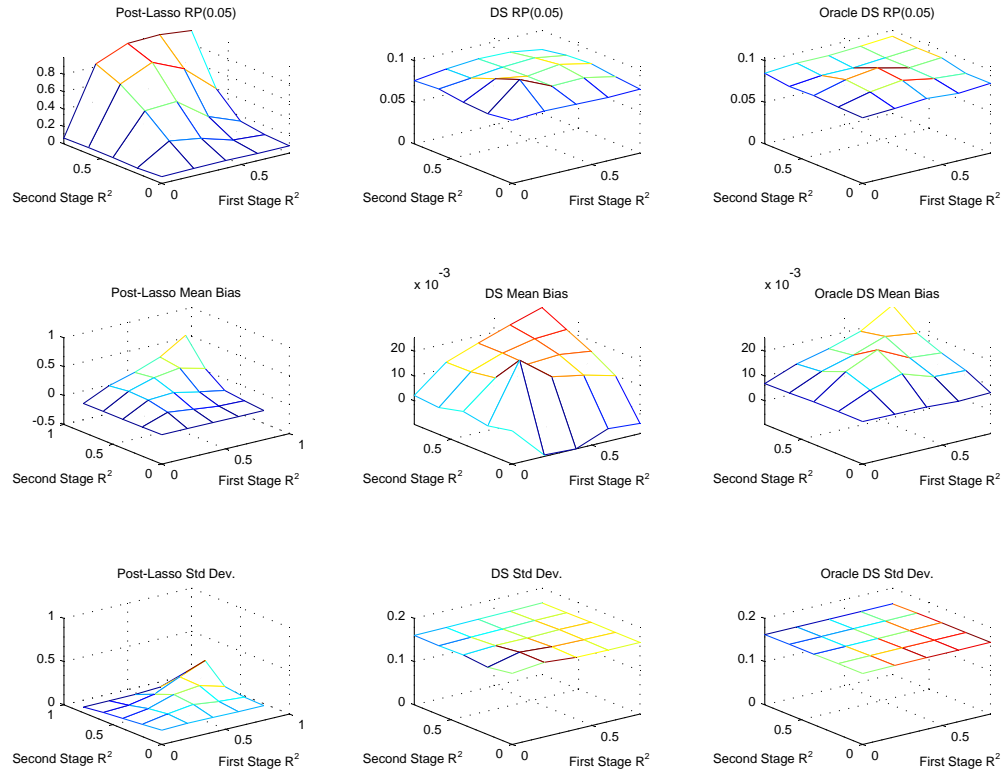 Post-Lasso RP(0.05)
0.8
0.6
0.4
0.2
0
0.5
0
0
0.5
Second Stage R²
First Stage R²
DS RP(0.05)
0.1
0.05
0
0.5
0
0
0.5
Second Stage R²
First Stage R²
Oracle DS RP(0.05)
0.1
0.05
0
0.5
0
0
0.5
Second Stage R²
First Stage R²
Post-Lasso Mean Bias
1
0.5
0
-0.5
1
0.5
0
0
0.5
1
Second Stage R²
First Stage R²
x 10⁻³
DS Mean Bias
20
10
0
0.5
0
0
0.5
Second Stage R²
First Stage R²
x 10⁻³
Oracle DS Mean Bias
20
10
0
0.5
0
0
0.5
Second Stage R²
First Stage R²
Post-Lasso Std Dev.
1
0.5
0
1
0.5
0
0
0.5
1
Second Stage R²
First Stage R²
DS Std Dev.
0.2
0.1
0
0.5
0
0
0.5
Second Stage R²
First Stage R²
Oracle DS Std Dev.
0.2
0.1
0
0.5
0
0
0.5
Second Stage R²
First Stage R²